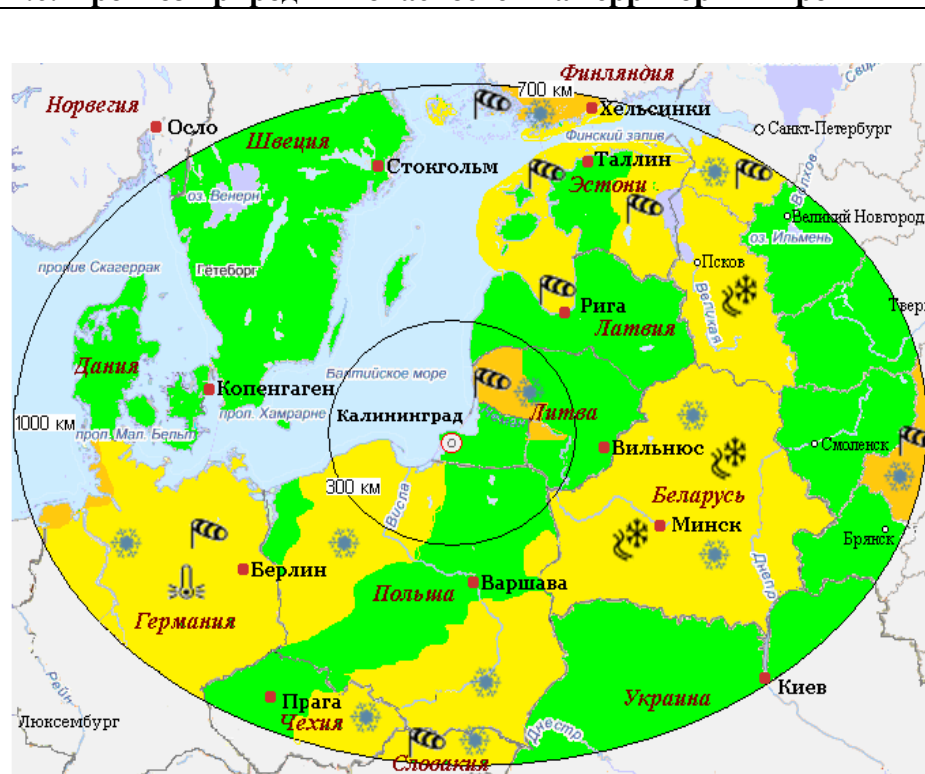 Финляндия
700 км
Норвегия
Хельсинки
Осло
Санкт-Петербург
Швеция
Финский залив
Таллин
Стокгольм
Эстони
Волхов
оз. Венерн
Великий Новгород
оз. Ильмень
пролив Скагеррак
Гётеборг
Псков
Великая
Рига
Латвия
Дания
Балтийское море
Копенгаген
прол. Хамрарне
Калининград
Литва
1000 км
прол. Мал. Бельт
Вильнюс
Смоленск
300 км
Висла
Беларусь
Минск
Брянск
Днепр
Берлин
Польша
Варшава
Германия
Рейн
Прага
Чехия
Украина
Киев
Люксембург
Днестр
Словакия